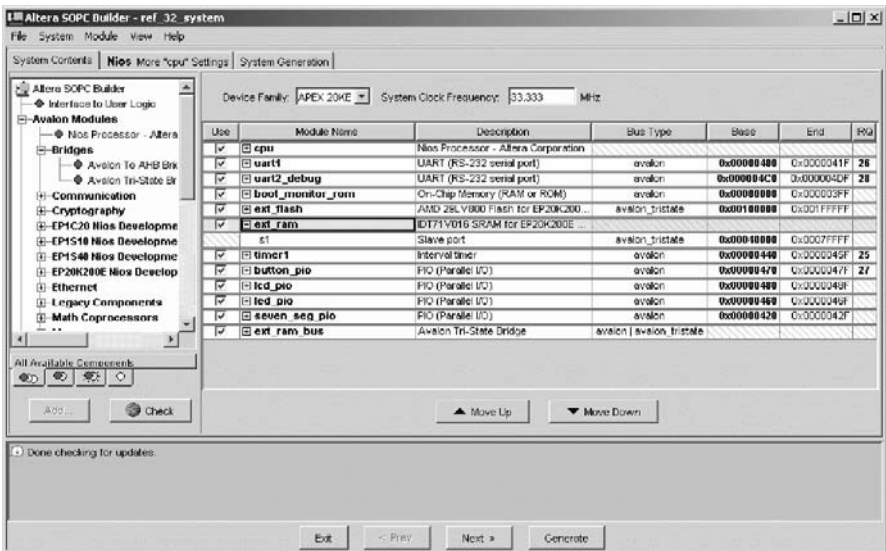 Altera SOPC Builder - ref_32_system
File System Module View Help
System Contents Nios More "cpu" Settings System Generation
Altera SOPC Builder
Interface to User Logic
Avalon Modules
Nios Processor - Altera
Bridges
Avalon To AHB Bri
Avalon Tri-State Br
Communication
Cryptography
EP1C20 Nios Developme
EP1S10 Nios Developme
EP1S40 Nios Developme
EP20K200E Nios Develop
Ethernet
Legacy Components
Math Coprocessors
All Available Components
Add... Check
Device Family: APEX 20KE System Clock Frequency: 33.333 MHz
Use Module Name Description Bus Type Base End IRQ
cpu Nios Processor - Altera Corporation
uart1 UART (RS-232 serial port) avalon 0x00000400 0x0000041F 26
uart2_debug UART (RS-232 serial port) avalon 0x000004C0 0x000004DF 28
boot_monitor_rom On-Chip Memory (RAM or ROM) avalon 0x00000000 0x000003FF
ext_flash AMD 29LV800 Flash for EP20K200 ... avalon_tristate 0x00100000 0x001FFFFF
ext_ram IDT71V016 SRAM for EP20K200E ...
s1 Slave port avalon_tristate 0x00040000 0x0007FFFF
timer1 Interval timer avalon 0x00000440 0x0000045F 25
button_pio PIO (Parallel I/O) avalon 0x00000470 0x0000047F 27
lcd_pio PIO (Parallel I/O) avalon 0x00000480 0x0000048F
led_pio PIO (Parallel I/O) avalon 0x00000460 0x0000046F
seven_seg_pio PIO (Parallel I/O) avalon 0x00000420 0x0000042F
ext_ram_bus Avalon Tri-State Bridge avalon | avalon_tristate
Move Up Move Down
Done checking for updates.
Exit < Prev Next > Generate